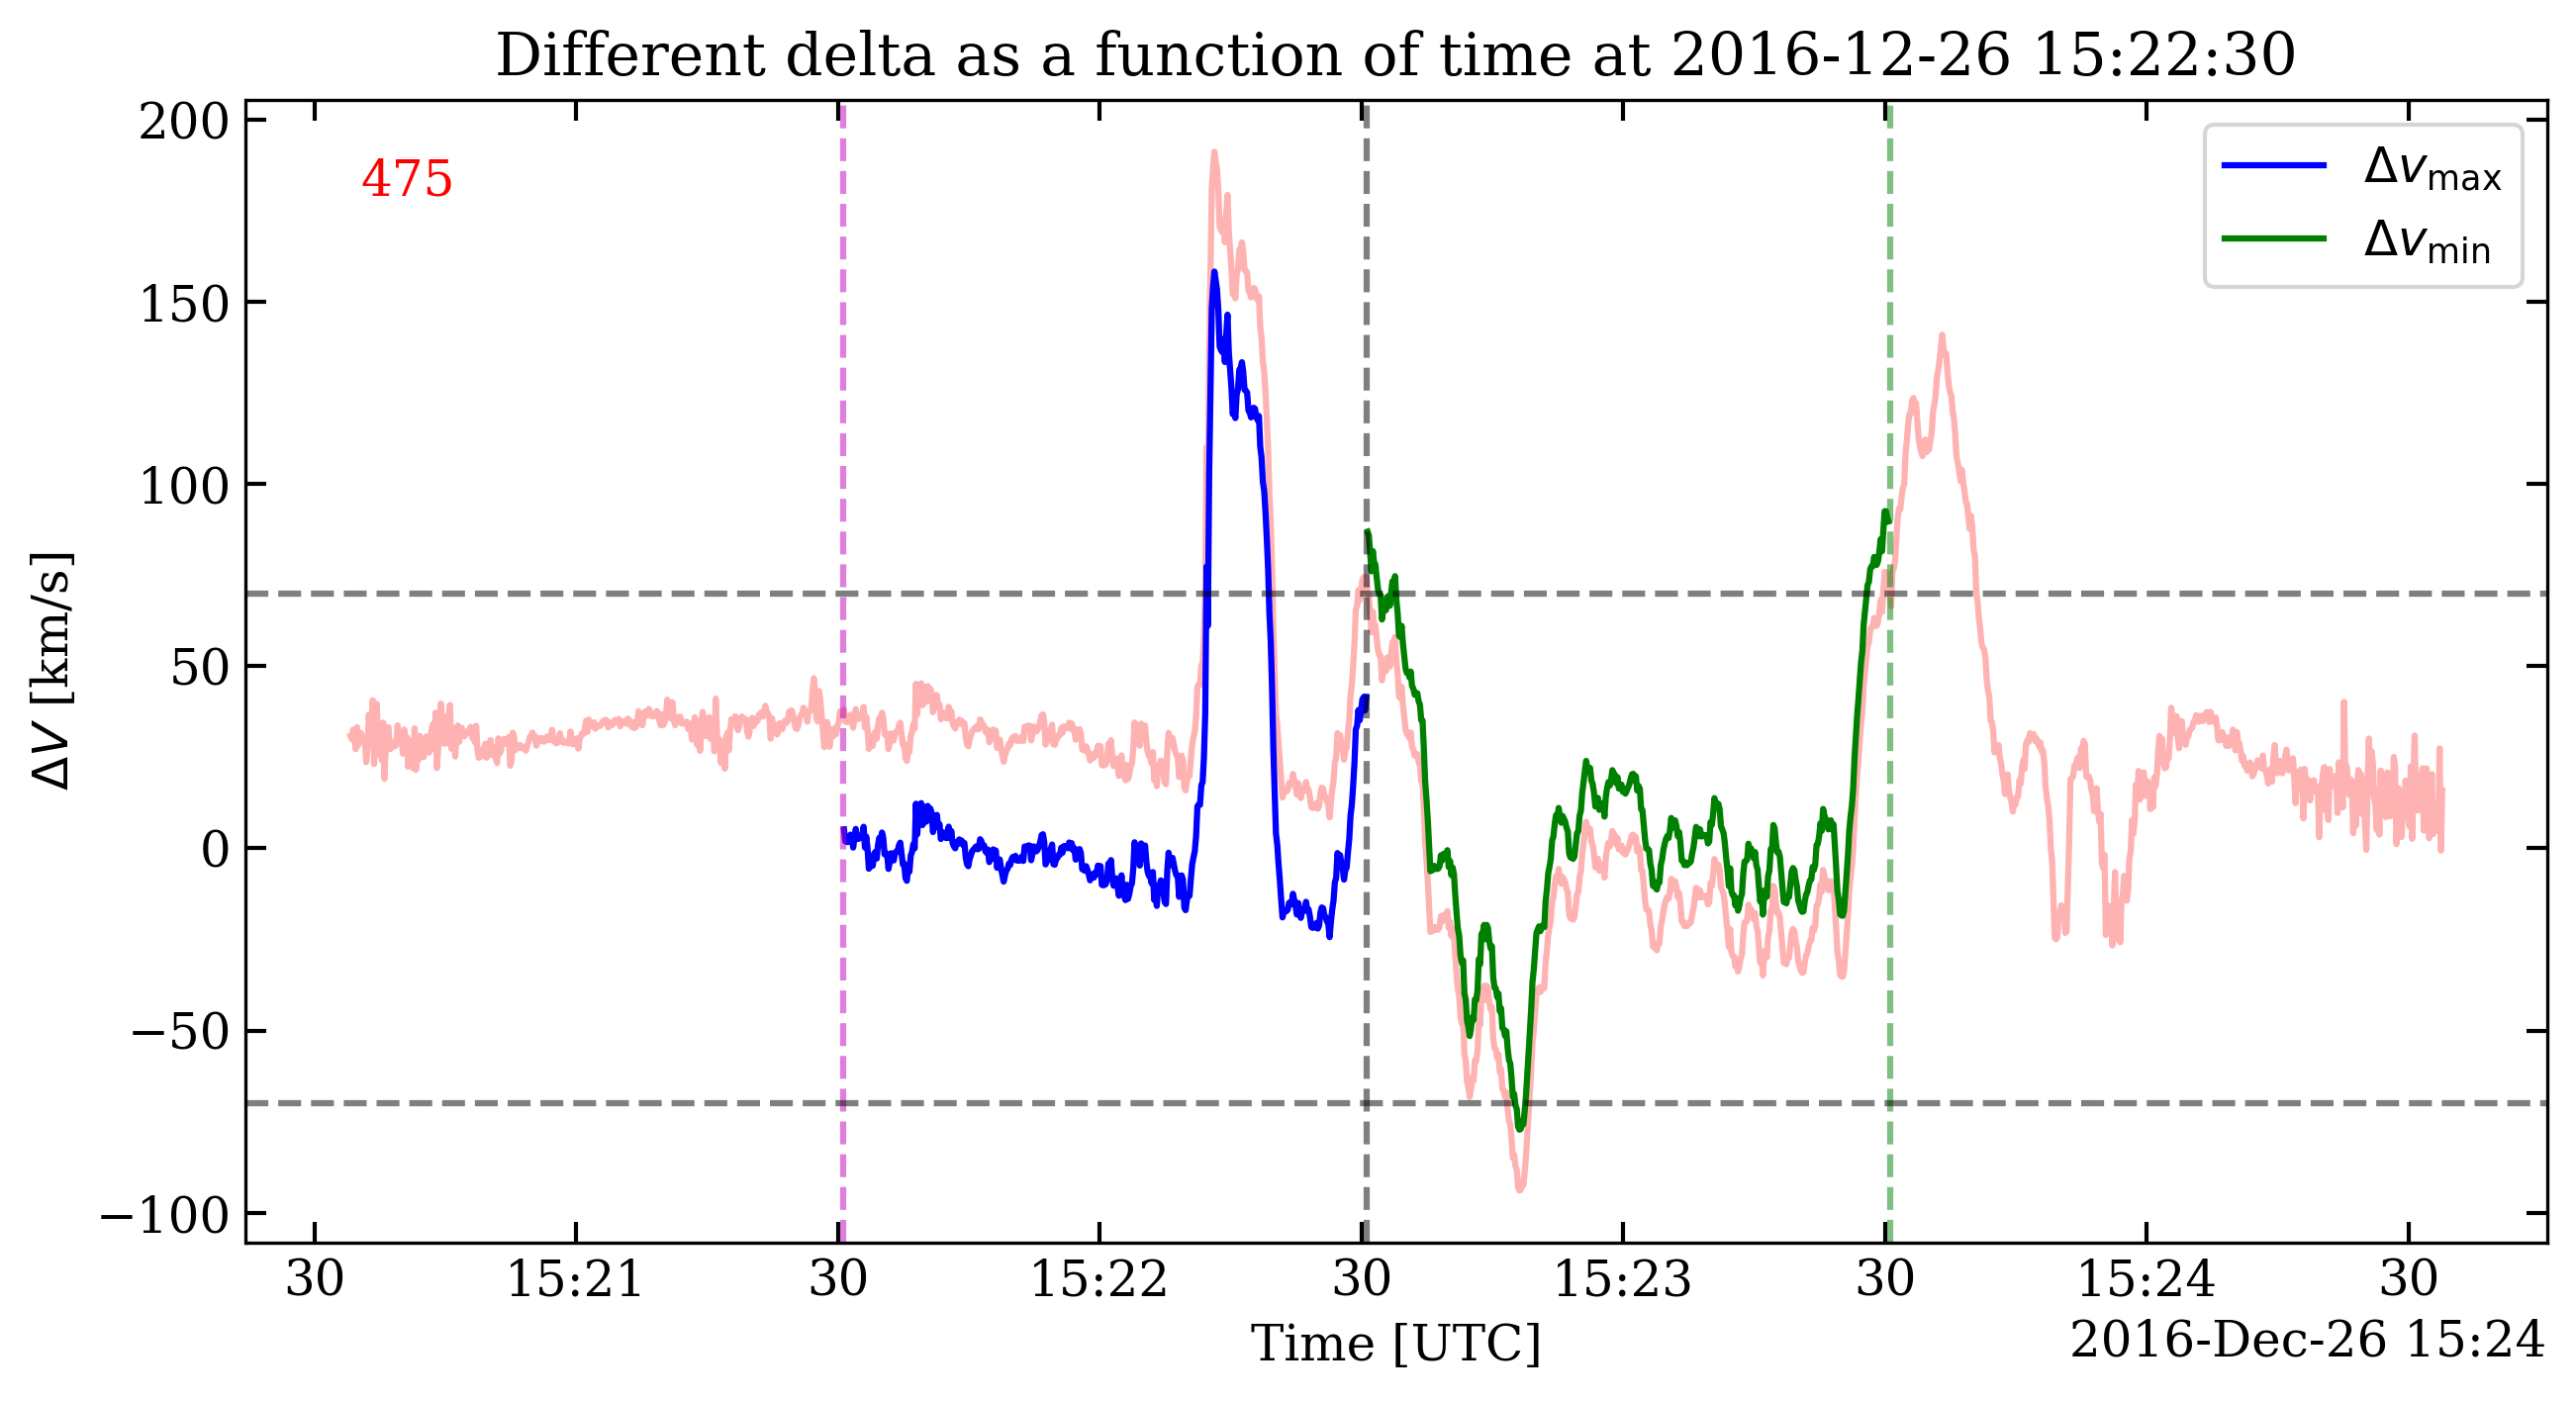 Different delta as a function of time at 2016-12-26 15:22:30
475
Δv_max
Δv_min
200
150
100
50
0
−50
−100
ΔV [km/s]
30 15:21 30 15:22 30 15:23 30 15:24 30
Time [UTC]
2016-Dec-26 15:24